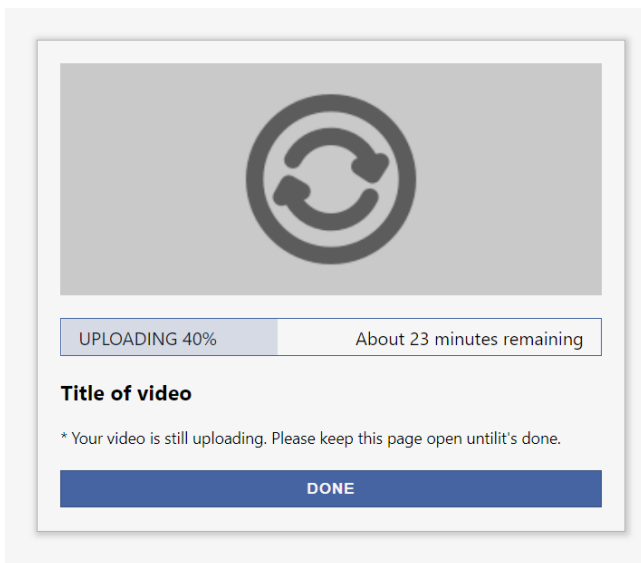 UPLOADING 40%
About 23 minutes remaining
Title of video
* Your video is still uploading. Please keep this page open untilit's done.
DONE